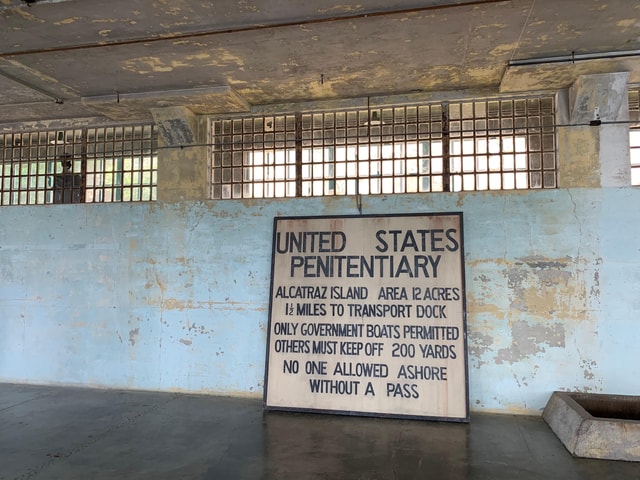 UNITED STATES
PENITENTIARY
ALCATRAZ ISLAND AREA 12 ACRES
1½ MILES TO TRANSPORT DOCK
ONLY GOVERNMENT BOATS PERMITTED
OTHERS MUST KEEP OFF 200 YARDS
NO ONE ALLOWED ASHORE
WITHOUT A PASS